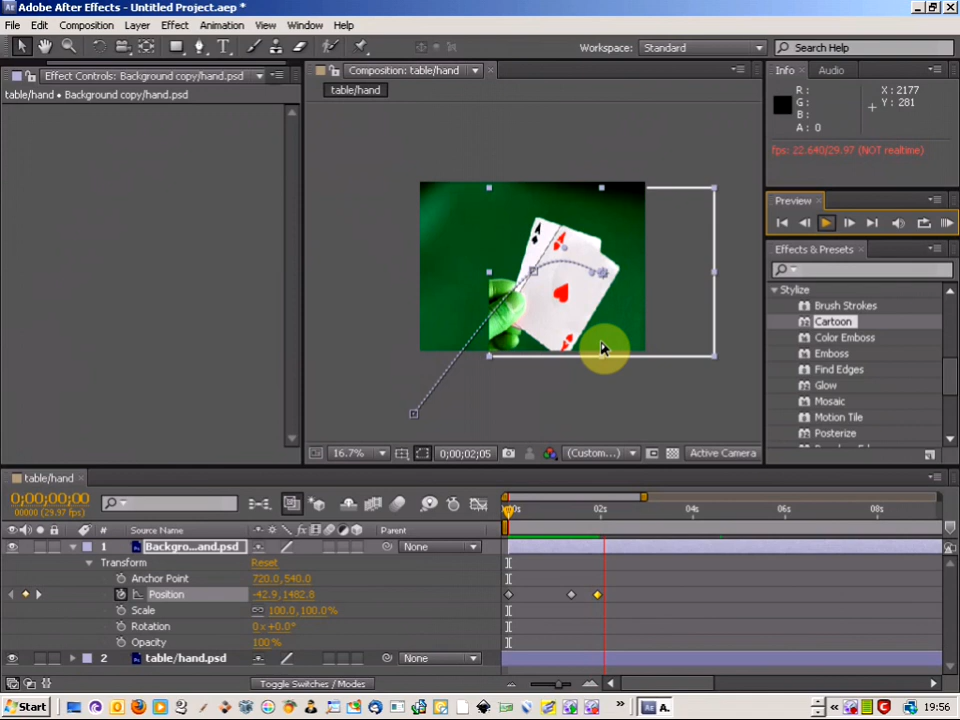 Adobe After Effects - Untitled Project.aep *
File Edit Composition Layer Effect Animation View Window Help
Workspace: Standard
Search Help
Effect Controls: Background copy/hand.psd
table/hand • Background copy/hand.psd
Composition: table/hand
table/hand
Info Audio
R : X : 2177
G : Y : 281
B :
A : 0
fps: 22.640/29.97 (NOT realtime)
Preview
Effects & Presets
Stylize
Brush Strokes
Cartoon
Color Emboss
Emboss
Find Edges
Glow
Mosaic
Motion Tile
Posterize
16.7% 0;00;02;05 (Custom...) Active Camera
table/hand
0;00;00;00
00000 (29.97 fps)
02s 04s 06s 08s
# Source Name Parent
1 Backgro...and.psd None
Transform Reset
Anchor Point 720.0,540.0
Position -42.9,1482.8
Scale 100.0,100.0%
Rotation 0x+0.0°
Opacity 100%
2 table/hand.psd None
Toggle Switches / Modes
Start A. 19:56